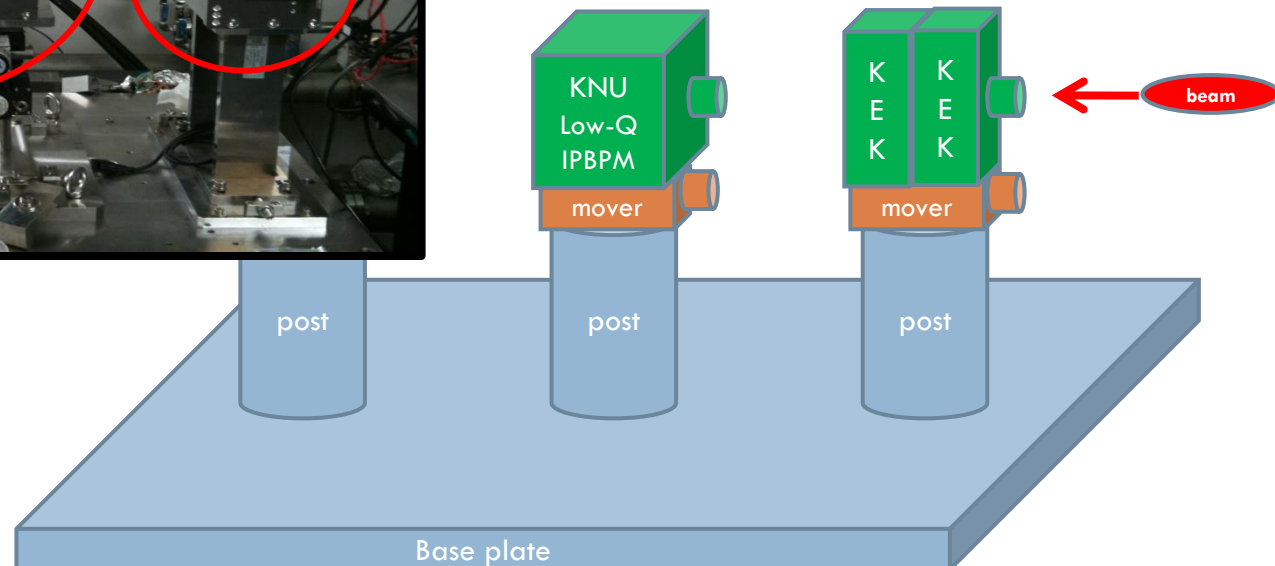 KNU
Low-Q
IPBPM
K
E
K
K
E
K
beam
mover
mover
post
post
post
Base plate